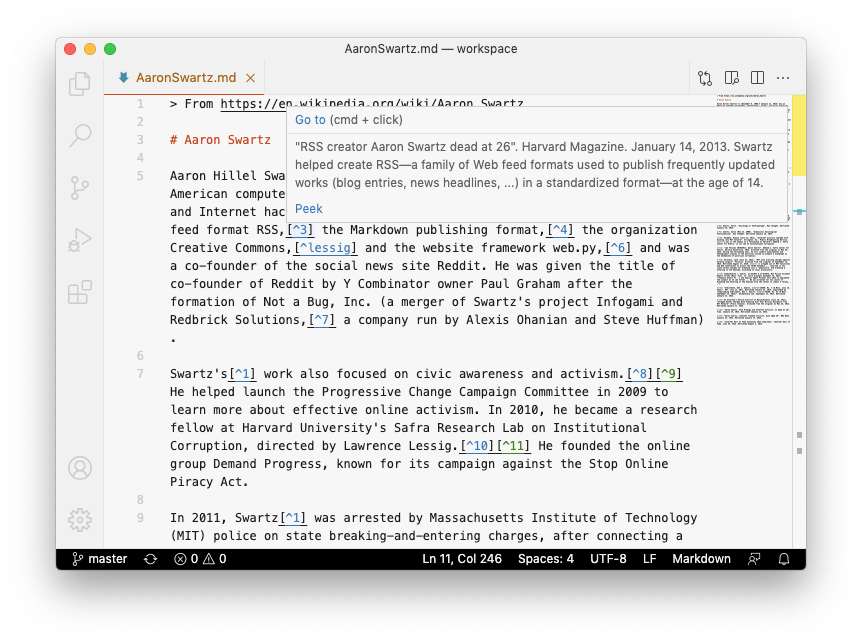 AaronSwartz.md — workspace
AaronSwartz.md
1 > From https://en.wikipedia.org/wiki/Aaron_Swartz
2
3 # Aaron Swartz
4
5 Aaron Hillel Swa
American compute
and Internet hac
feed format RSS,[^3] the Markdown publishing format,[^4] the organization
Creative Commons,[^lessig] and the website framework web.py,[^6] and was
a co-founder of the social news site Reddit. He was given the title of
co-founder of Reddit by Y Combinator owner Paul Graham after the
formation of Not a Bug, Inc. (a merger of Swartz's project Infogami and
Redbrick Solutions,[^7] a company run by Alexis Ohanian and Steve Huffman)
.
6
7 Swartz's[^1] work also focused on civic awareness and activism.[^8][^9]
He helped launch the Progressive Change Campaign Committee in 2009 to
learn more about effective online activism. In 2010, he became a research
fellow at Harvard University's Safra Research Lab on Institutional
Corruption, directed by Lawrence Lessig.[^10][^11] He founded the online
group Demand Progress, known for its campaign against the Stop Online
Piracy Act.
8
9 In 2011, Swartz[^1] was arrested by Massachusetts Institute of Technology
(MIT) police on state breaking-and-entering charges, after connecting a
Go to (cmd + click)
"RSS creator Aaron Swartz dead at 26". Harvard Magazine. January 14, 2013. Swartz
helped create RSS—a family of Web feed formats used to publish frequently updated
works (blog entries, news headlines, ...) in a standardized format—at the age of 14.
Peek
master 0 0 Ln 11, Col 246 Spaces: 4 UTF-8 LF Markdown